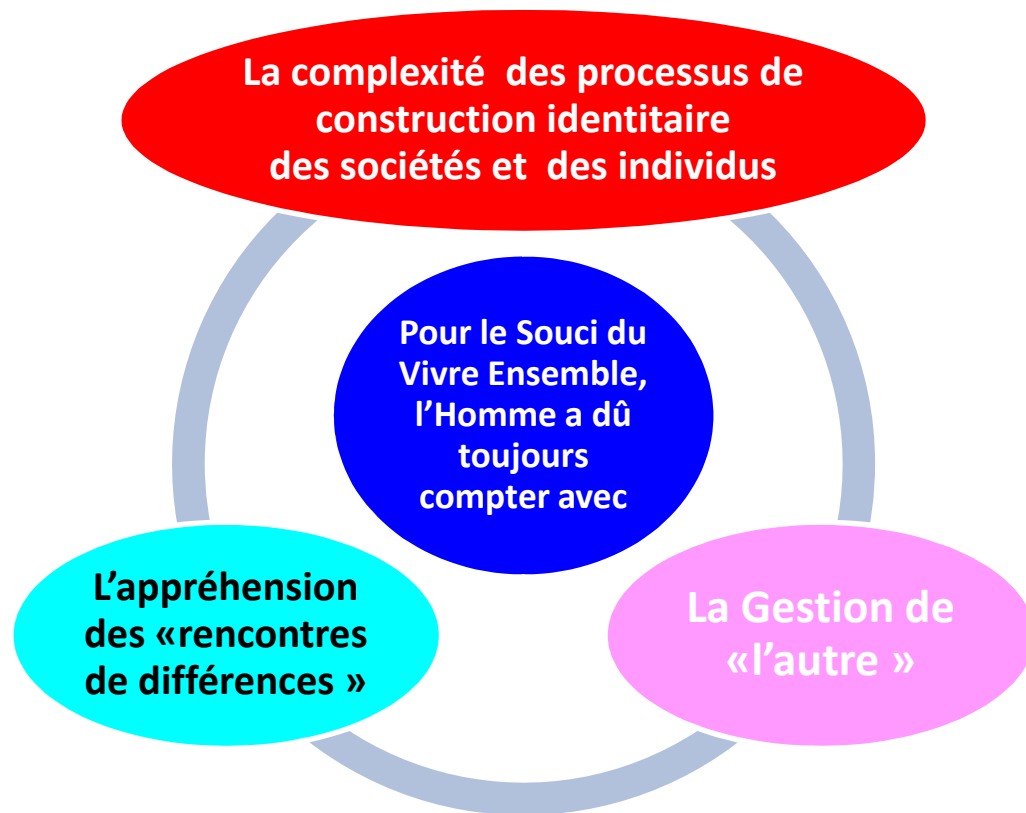 La complexité des processus de
construction identitaire
des sociétés et des individus
Pour le Souci du
Vivre Ensemble,
l’Homme a dû
toujours
compter avec
L’appréhension
des «rencontres
de différences »
La Gestion de
«l’autre »